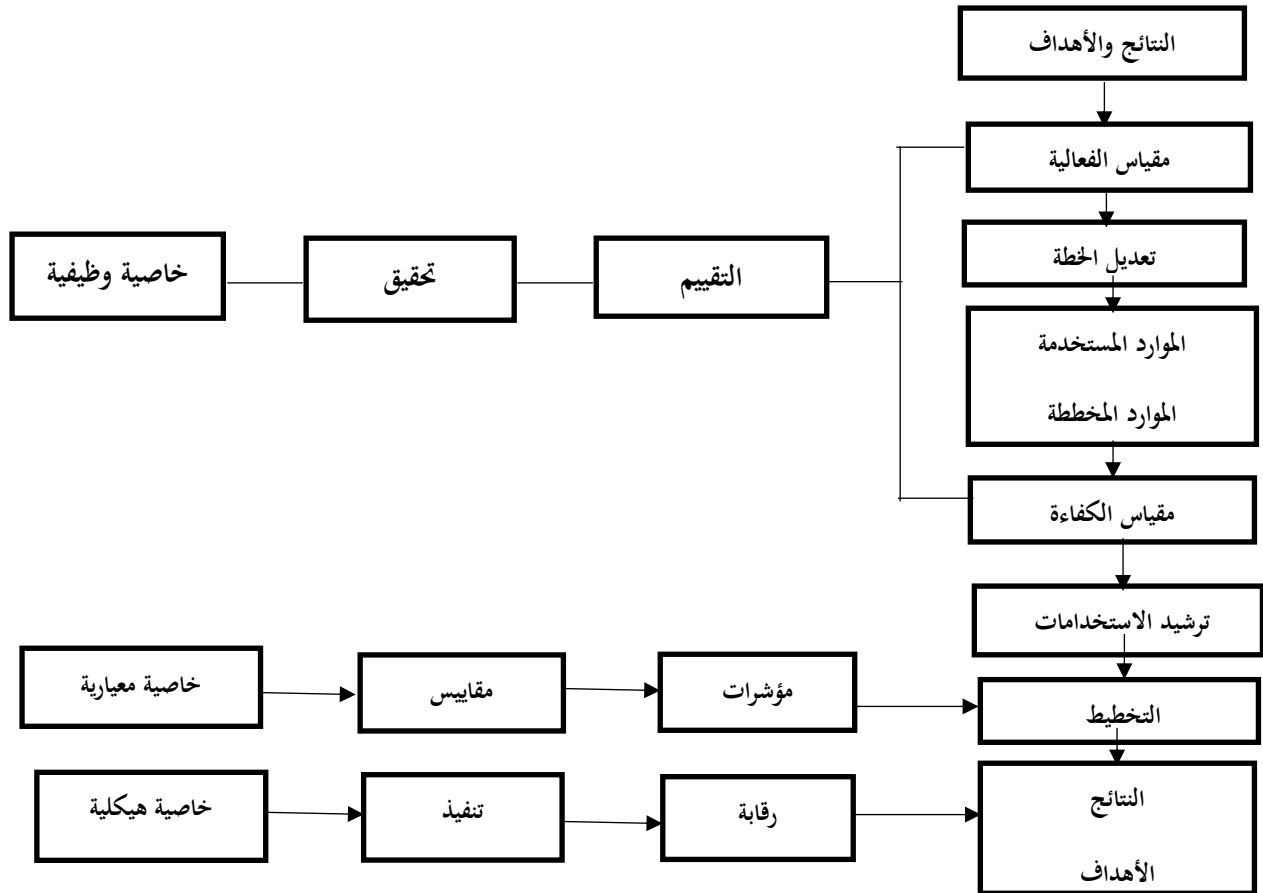 النتائج والأهداف
مقياس الفعالية
تعديل الخطة
التقييم
تحقيق
خاصية وظيفية
الموارد المستخدمة
الموارد المخططة
مقياس الكفاءة
ترشيد الاستخدامات
التخطيط
مؤشرات
مقاييس
خاصية معيارية
النتائج
الأهداف
رقابة
تنفيذ
خاصية هيكلية